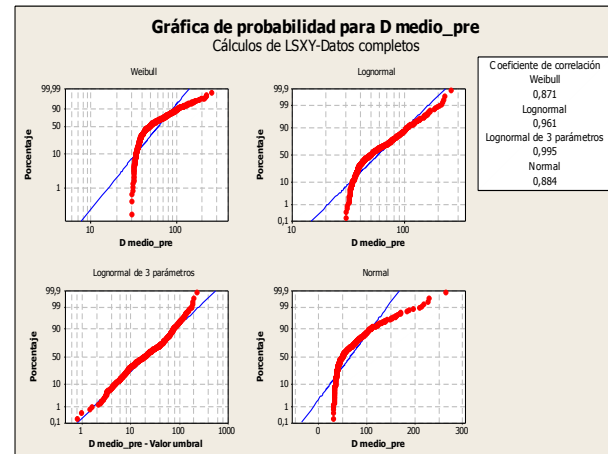 Gráfica de probabilidad para D medio_pre
Cálculos de LSXY-Datos completos
Weibull
99,99
90
50
10
1
Porcentaje
10
100
D medio_pre
Lognormal
99,9
99
90
50
10
1
0,1
Porcentaje
10
100
D medio_pre
Coeficiente de correlación
Weibull
0,871
Lognormal
0,961
Lognormal de 3 parámetros
0,995
Normal
0,884
Lognormal de 3 parámetros
99,9
99
90
50
10
1
0,1
Porcentaje
1
10
100
1000
D medio_pre - Valor umbral
Normal
99,9
99
90
50
10
1
0,1
Porcentaje
0
100
200
300
D medio_pre